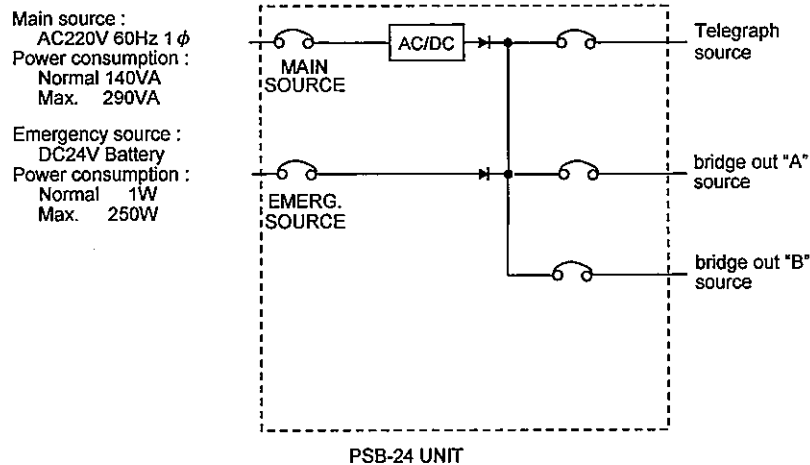 Main source :
AC220V 60Hz 1ϕ
Power consumption :
Normal 140VA
Max. 290VA
Emergency source :
DC24V Battery
Power consumption :
Normal 1W
Max. 250W
MAIN
SOURCE
AC/DC
EMERG.
SOURCE
Telegraph
source
bridge out "A"
source
bridge out "B"
source
PSB-24 UNIT